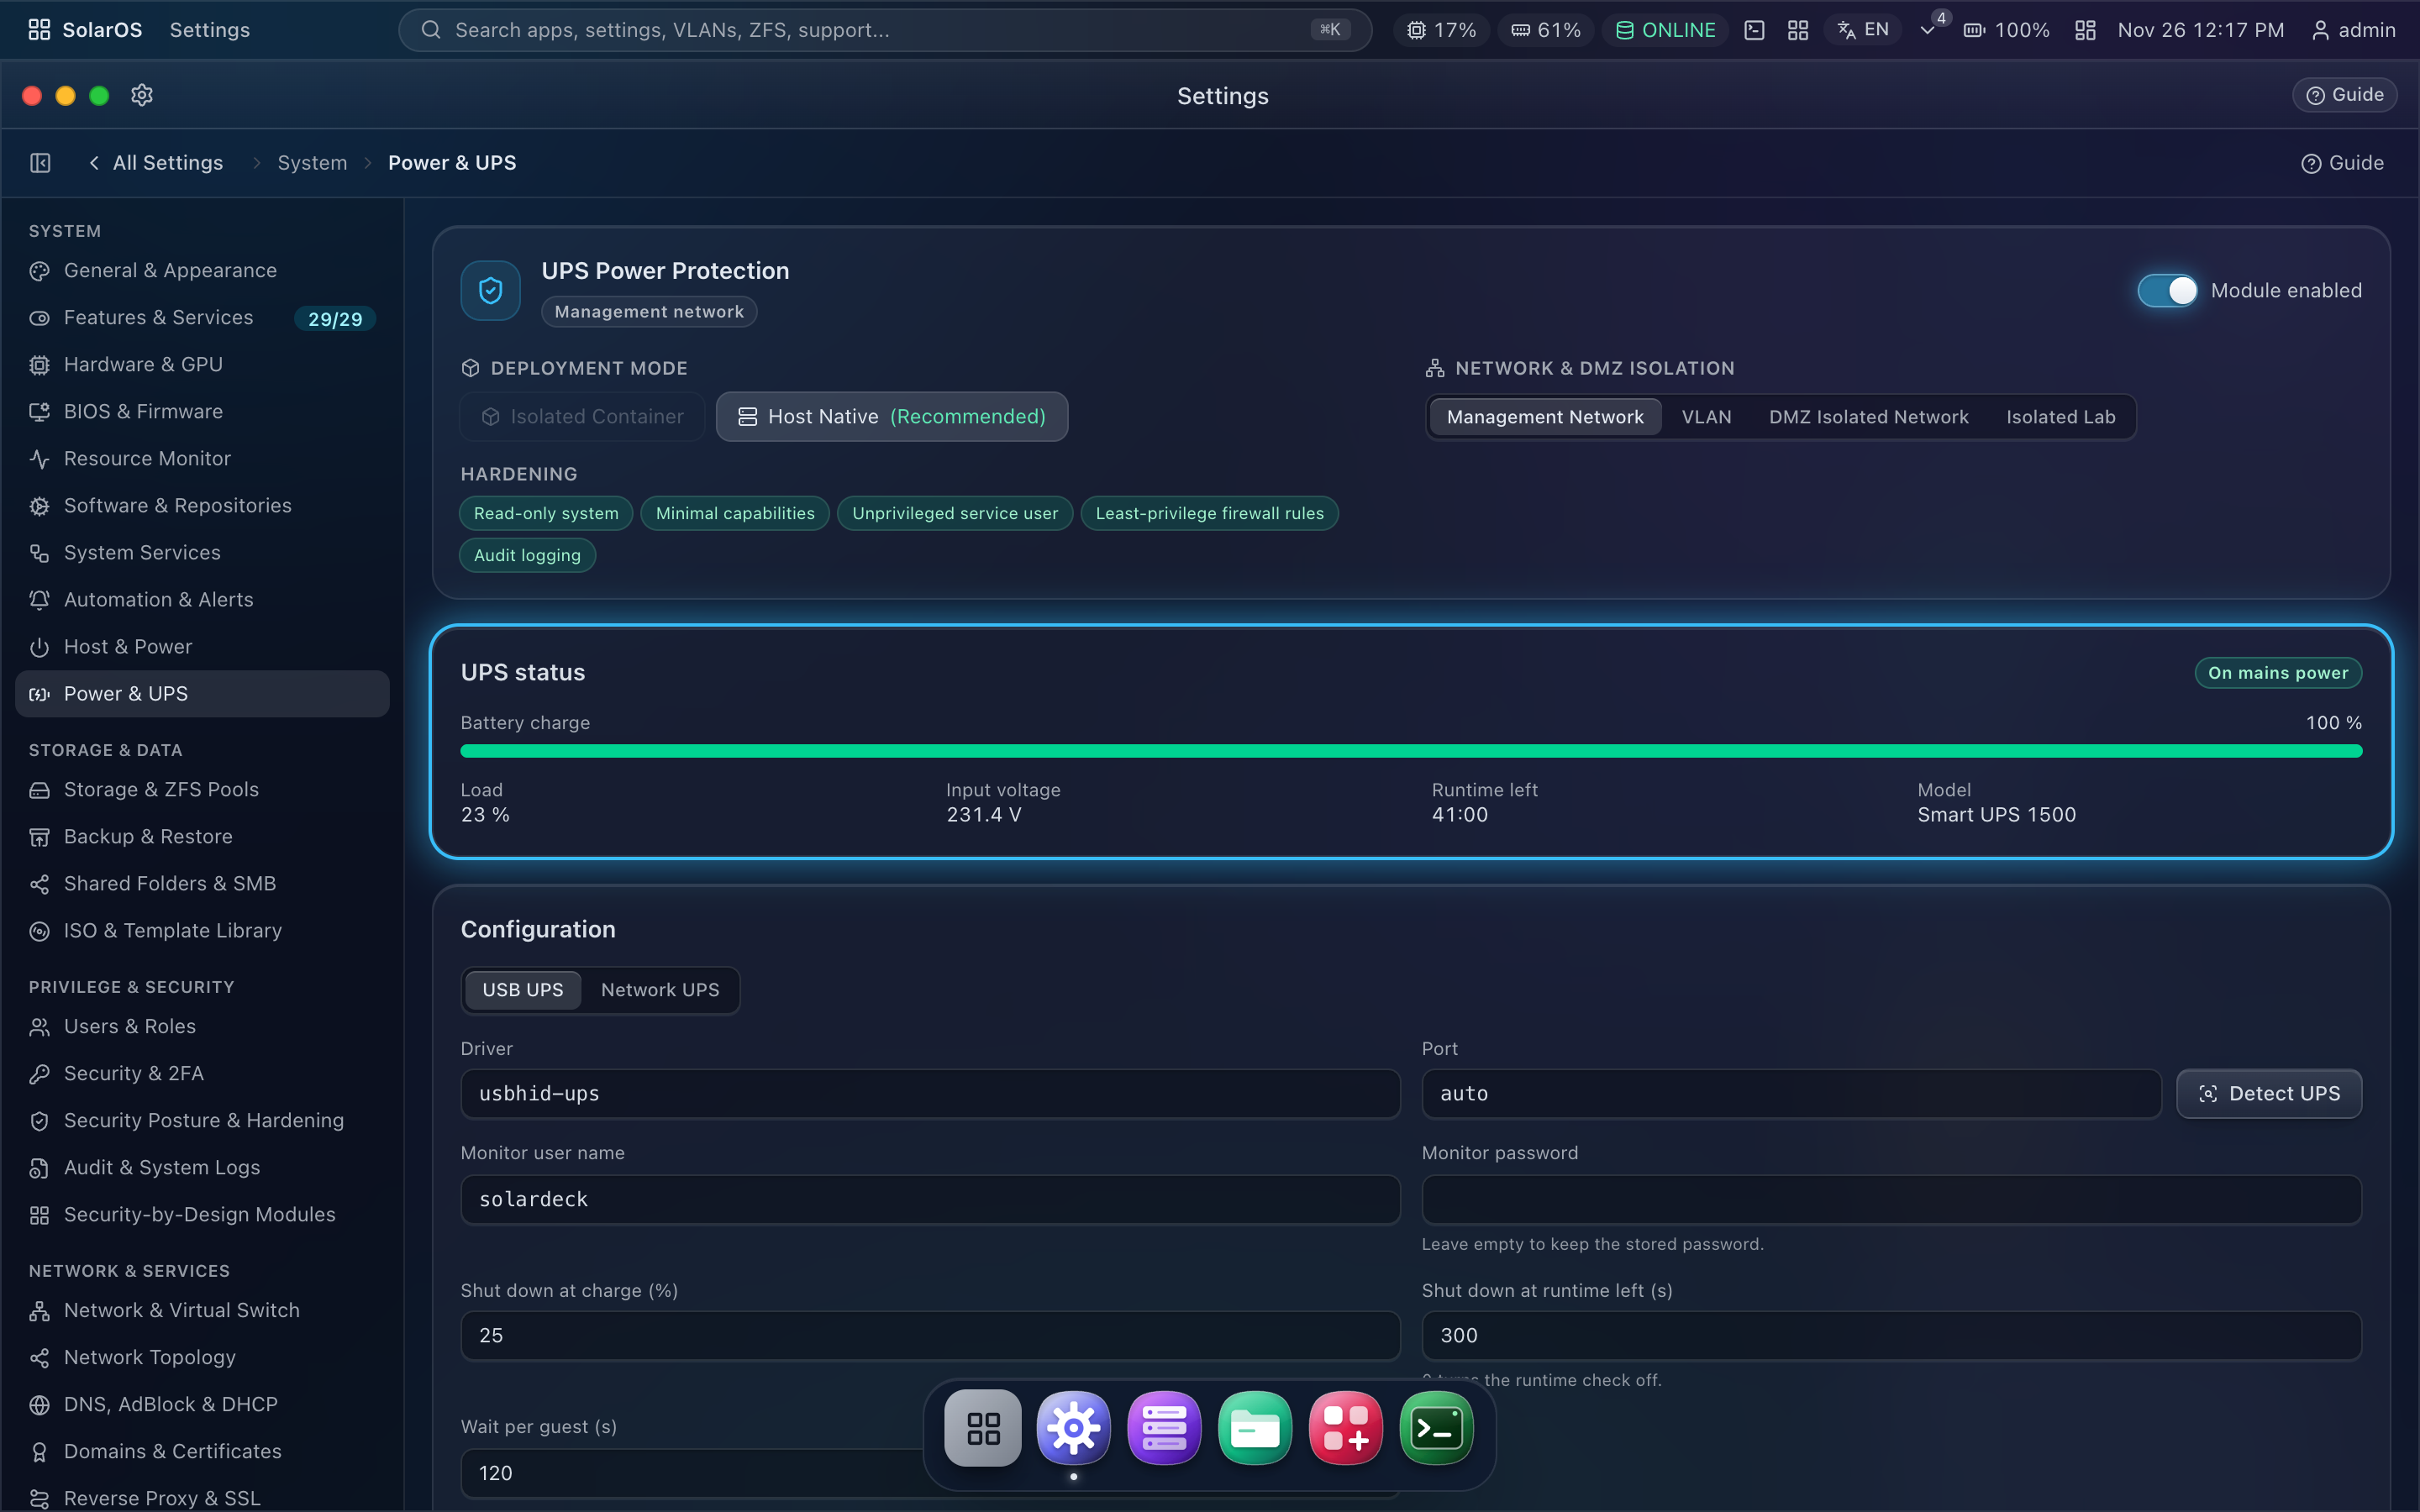 SolarOS Settings Search apps, settings, VLANs, ZFS, support... ⌘K 17% 61% ONLINE EN 4 100% Nov 26 12:17 PM admin
Settings Guide
All Settings System Power & UPS Guide
SYSTEM
General & Appearance
Features & Services 29/29
Hardware & GPU
BIOS & Firmware
Resource Monitor
Software & Repositories
System Services
Automation & Alerts
Host & Power
Power & UPS
STORAGE & DATA
Storage & ZFS Pools
Backup & Restore
Shared Folders & SMB
ISO & Template Library
PRIVILEGE & SECURITY
Users & Roles
Security & 2FA
Security Posture & Hardening
Audit & System Logs
Security-by-Design Modules
NETWORK & SERVICES
Network & Virtual Switch
Network Topology
DNS, AdBlock & DHCP
Domains & Certificates
Reverse Proxy & SSL
UPS Power Protection
Management network
Module enabled
DEPLOYMENT MODE
Isolated Container Host Native (Recommended)
NETWORK & DMZ ISOLATION
Management Network VLAN DMZ Isolated Network Isolated Lab
HARDENING
Read-only system Minimal capabilities Unprivileged service user Least-privilege firewall rules
Audit logging
UPS status On mains power
Battery charge 100 %
Load Input voltage Runtime left Model
23 % 231.4 V 41:00 Smart UPS 1500
Configuration
USB UPS Network UPS
Driver Port
usbhid-ups auto Detect UPS
Monitor user name Monitor password
solardeck
Leave empty to keep the stored password.
Shut down at charge (%) Shut down at runtime left (s)
25 300
the runtime check off.
Wait per guest (s)
120